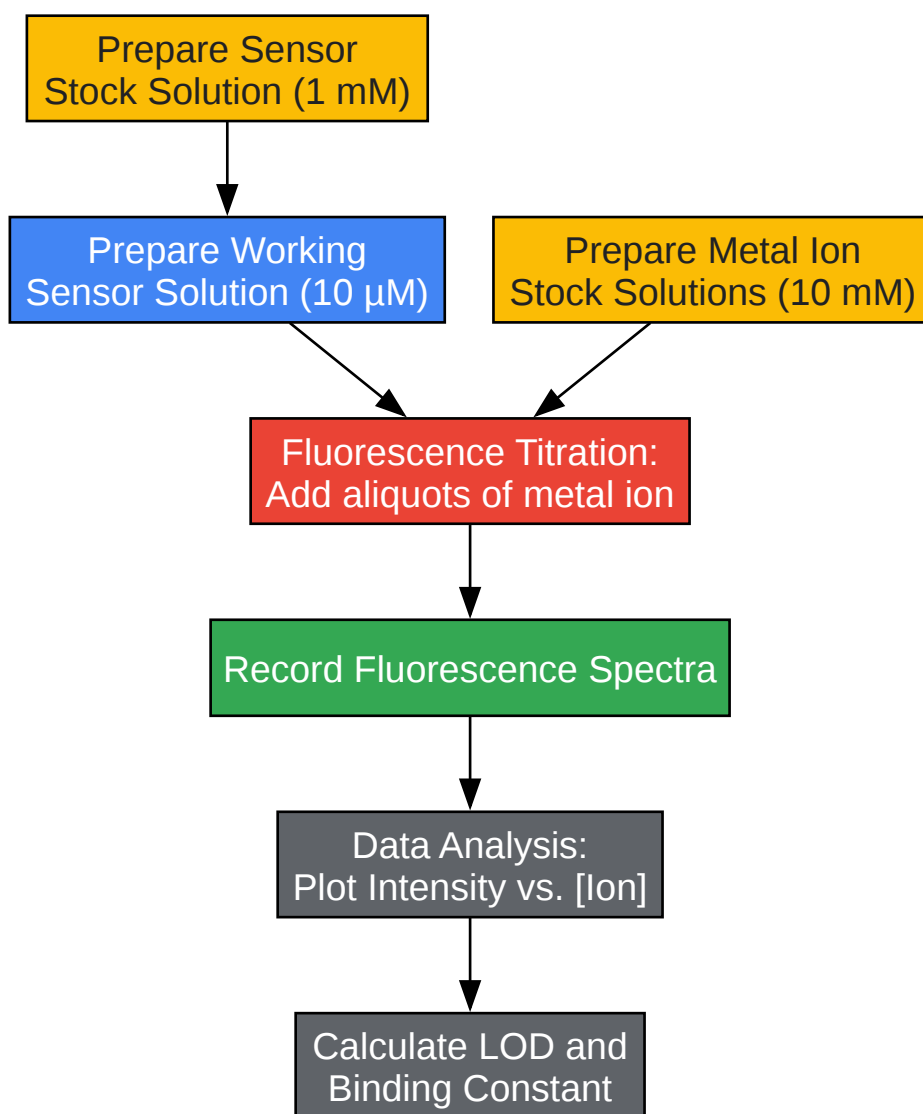 Prepare Sensor
Stock Solution (1 mM)
Prepare Working
Sensor Solution (10 µM)
Prepare Metal Ion
Stock Solutions (10 mM)
Fluorescence Titration:
Add aliquots of metal ion
Record Fluorescence Spectra
Data Analysis:
Plot Intensity vs. [Ion]
Calculate LOD and
Binding Constant